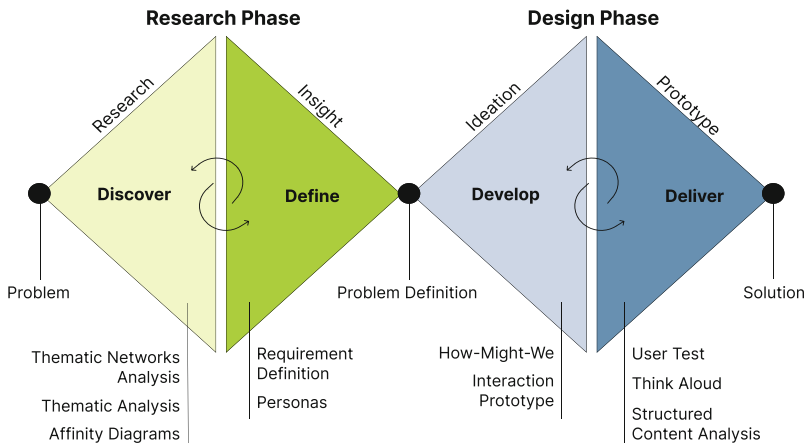 Research Phase
Design Phase
Research
Insight
Ideation
Prototype
Discover
Define
Develop
Deliver
Problem
Problem Definition
Solution
Thematic Networks
Analysis
Thematic Analysis
Affinity Diagrams
Requirement
Definition
Personas
How-Might-We
Interaction
Prototype
User Test
Think Aloud
Structured
Content Analysis